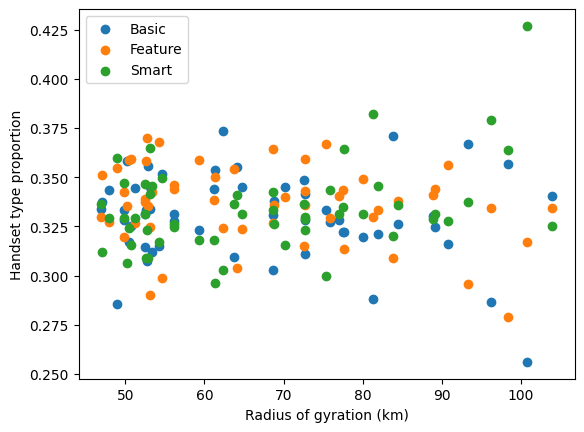 Basic
Feature
Smart
Handset type proportion
0.425
0.400
0.375
0.350
0.325
0.300
0.275
0.250
50 60 70 80 90 100
Radius of gyration (km)